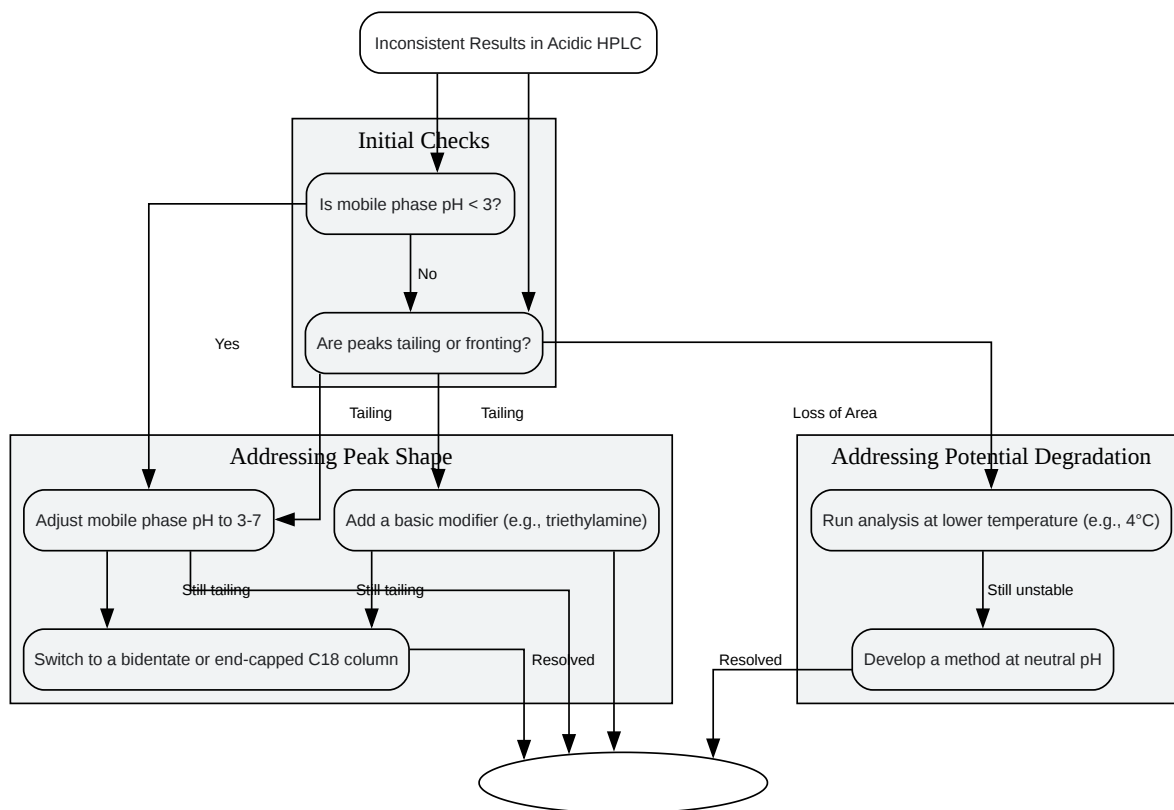 Inconsistent Results in Acidic HPLC
Initial Checks
Is mobile phase pH < 3?
No
Yes
Are peaks tailing or fronting?
Tailing
Tailing
Loss of Area
Addressing Peak Shape
Addressing Potential Degradation
Adjust mobile phase pH to 3-7
Add a basic modifier (e.g., triethylamine)
Run analysis at lower temperature (e.g., 4°C)
Still tailing
Still tailing
Still unstable
Switch to a bidentate or end-capped C18 column
Resolved
Resolved
Develop a method at neutral pH